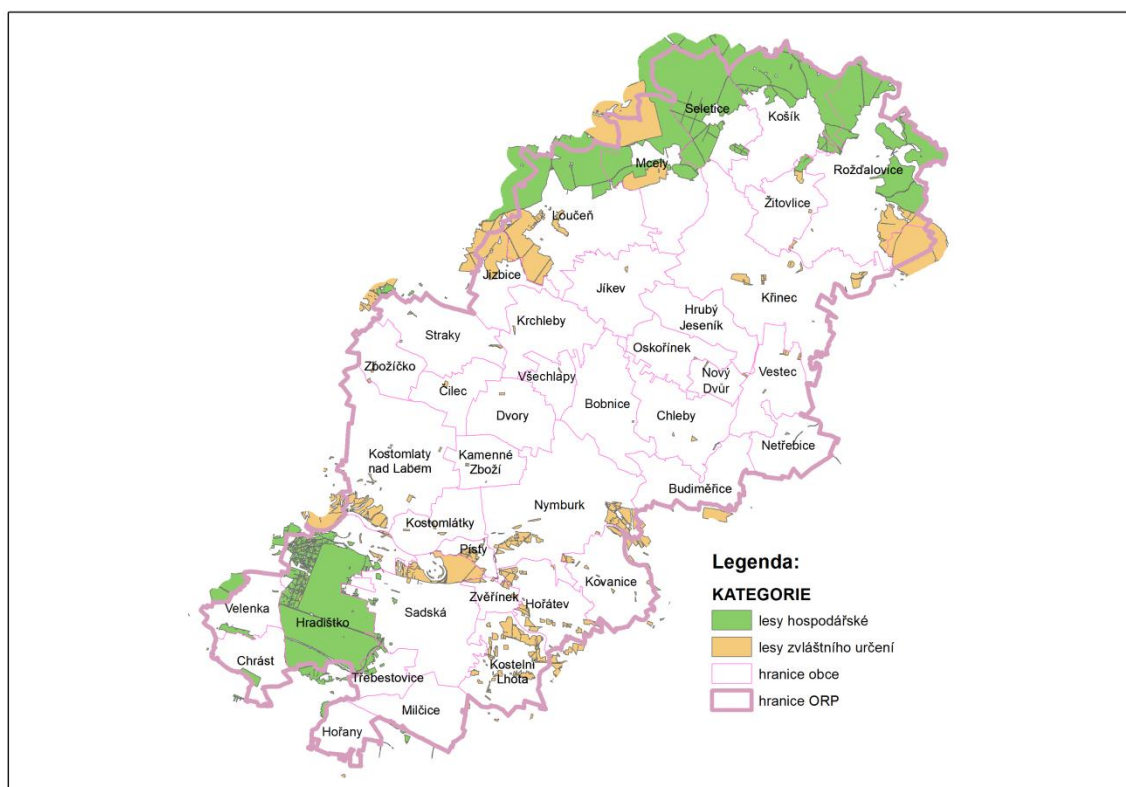 Seletice
Košík
Mcely
Rožďalovice
Žitovlice
Loučeň
Jizbice
Jíkev
Křinec
Hrubý
Jeseník
Krchleby
Straky
Oskořínek
Zbožíčko
Všechlapy
Nový
Dvůr
Vestec
Čilec
Bobnice
Dvory
Chleby
Netřebice
Kostomlaty
nad Labem
Kamenné
Zboží
Budiměřice
Nymburk
Kostomlátky
Písty
Kovanice
Zvěřínek
Hořátev
Velenka
Sadská
Hradištko
Chrást
Kostelní
Lhota
Třebestovice
Milčice
Hořany
Legenda:
KATEGORIE
lesy hospodářské
lesy zvláštního určení
hranice obce
hranice ORP